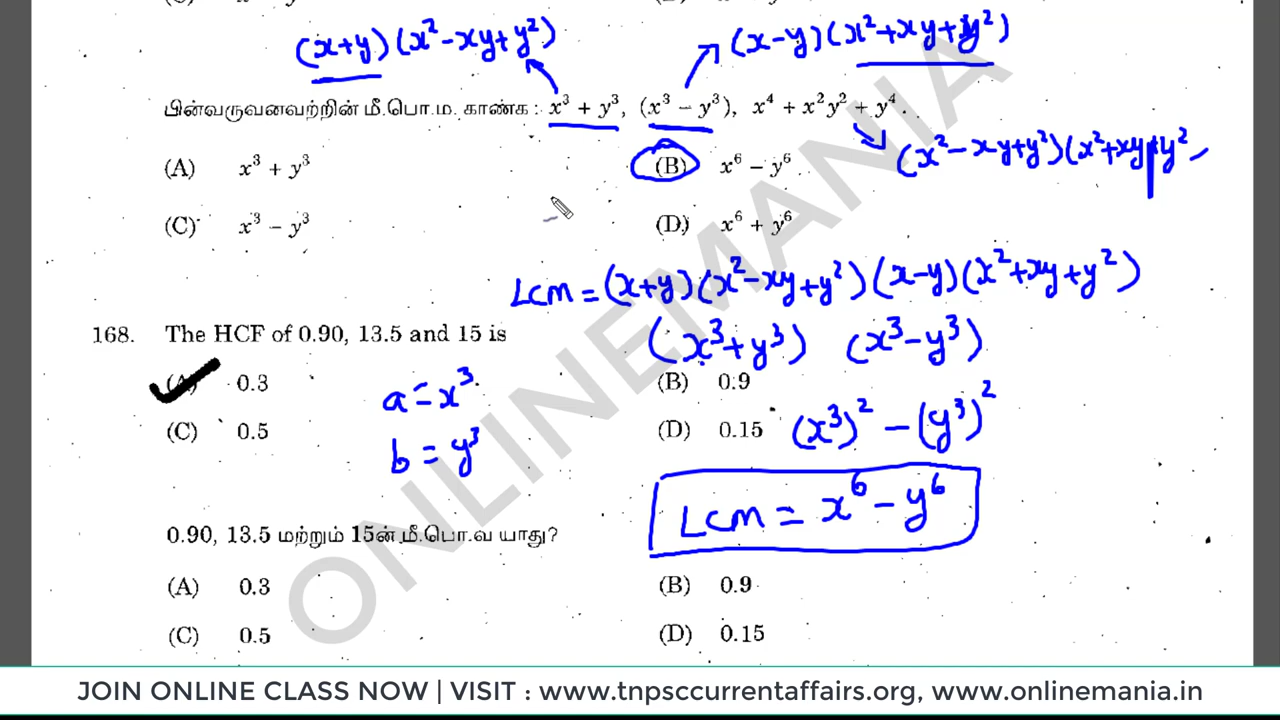 (x+y)(x²-xy+y²) (x-y)(x²+xy+y²)
பின்வருவனவற்றின் மீ.பொ.ம. காண்க : x³ + y³, (x³ − y³), x⁴ + x²y² + y⁴.
(x²-xy+y²)(x²+xy+y²
(A) x³ + y³ (B) x⁶ − y⁶
(C) x³ − y³ (D) x⁶ + y⁶
LCM = (x+y)(x²-xy+y²)(x-y)(x²+xy+y²)
(x³+y³) (x³-y³)
168. The HCF of 0.90, 13.5 and 15 is
(A) 0.3 (B) 0.9
a = x³
(C) 0.5 (D) 0.15
(x³)² - (y³)²
b = y³
LCM = x⁶ - y⁶
0.90, 13.5 மற்றும் 15ன் மீ.பொ.வ யாது?
(A) 0.3 (B) 0.9
(C) 0.5 (D) 0.15
ONLINEMANIA
JOIN ONLINE CLASS NOW | VISIT : www.tnpsccurrentaffairs.org, www.onlinemania.in